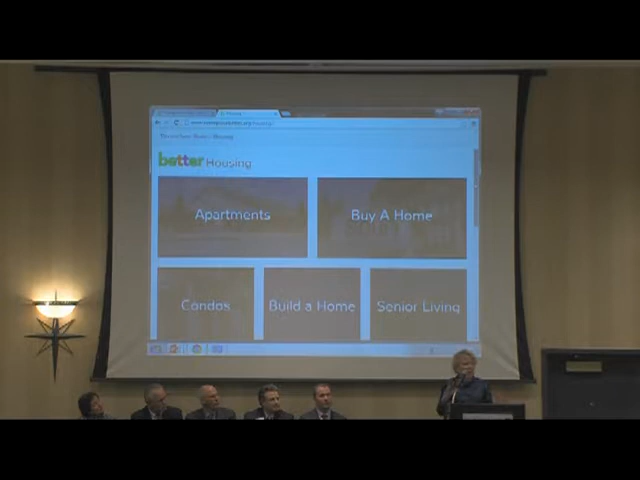 better Housing
Apartments
Buy A Home
Condos
Build a Home
Senior Living